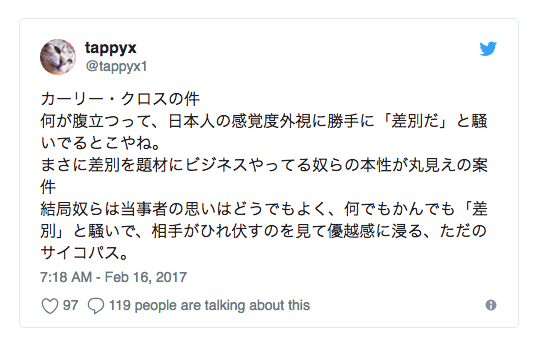 tappyx
@tappyx1
カーリー・クロスの件
何が腹立つって、日本人の感覚度外視に勝手に「差別だ」と騒
いでるとこやね。
まさに差別を題材にビジネスやってる奴らの本性が丸見えの案
件
結局奴らは当事者の思いはどうでもよく、何でもかんでも「差
別」と騒いで、相手がひれ伏すのを見て優越感に浸る、ただの
サイコパス。
7:18 AM - Feb 16, 2017
97 119 people are talking about this